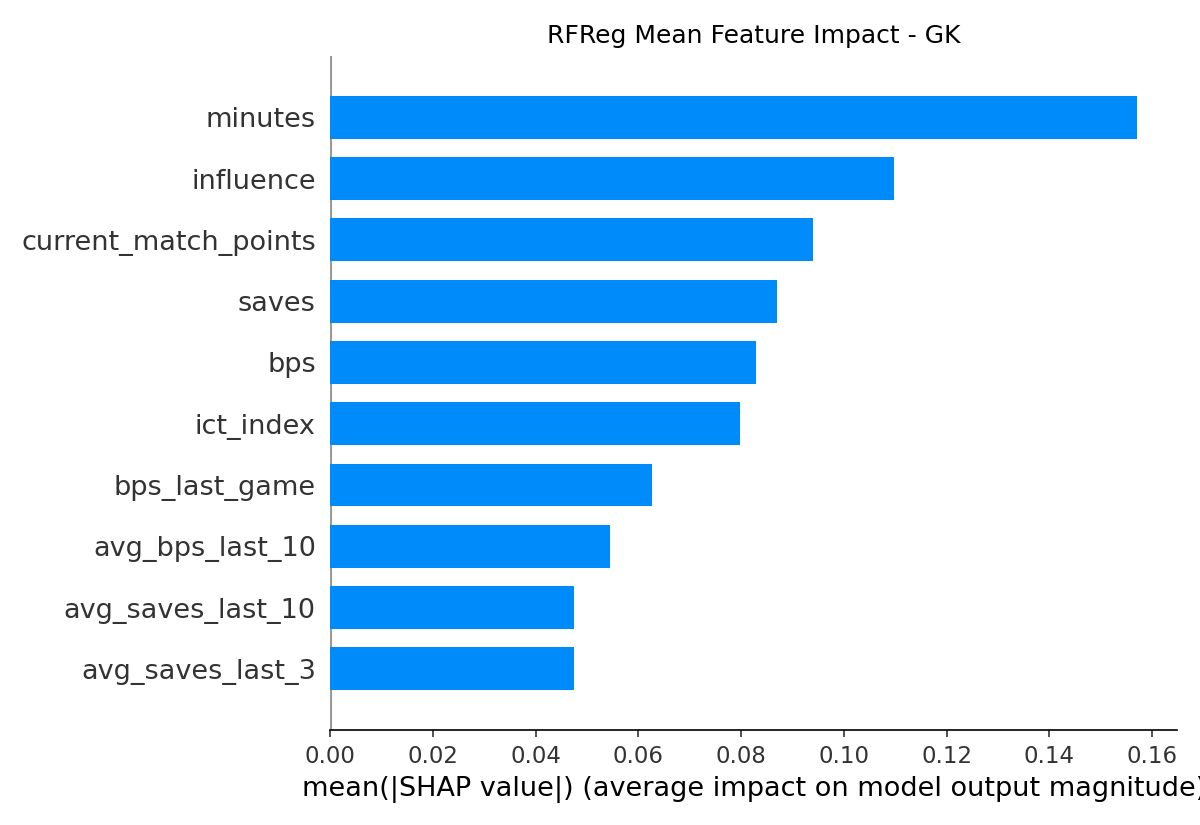 RFReg Mean Feature Impact - GK
minutes
influence
current_match_points
saves
bps
ict_index
bps_last_game
avg_bps_last_10
avg_saves_last_10
avg_saves_last_3
0.00 0.02 0.04 0.06 0.08 0.10 0.12 0.14 0.16
mean(|SHAP value|) (average impact on model output magnitude)